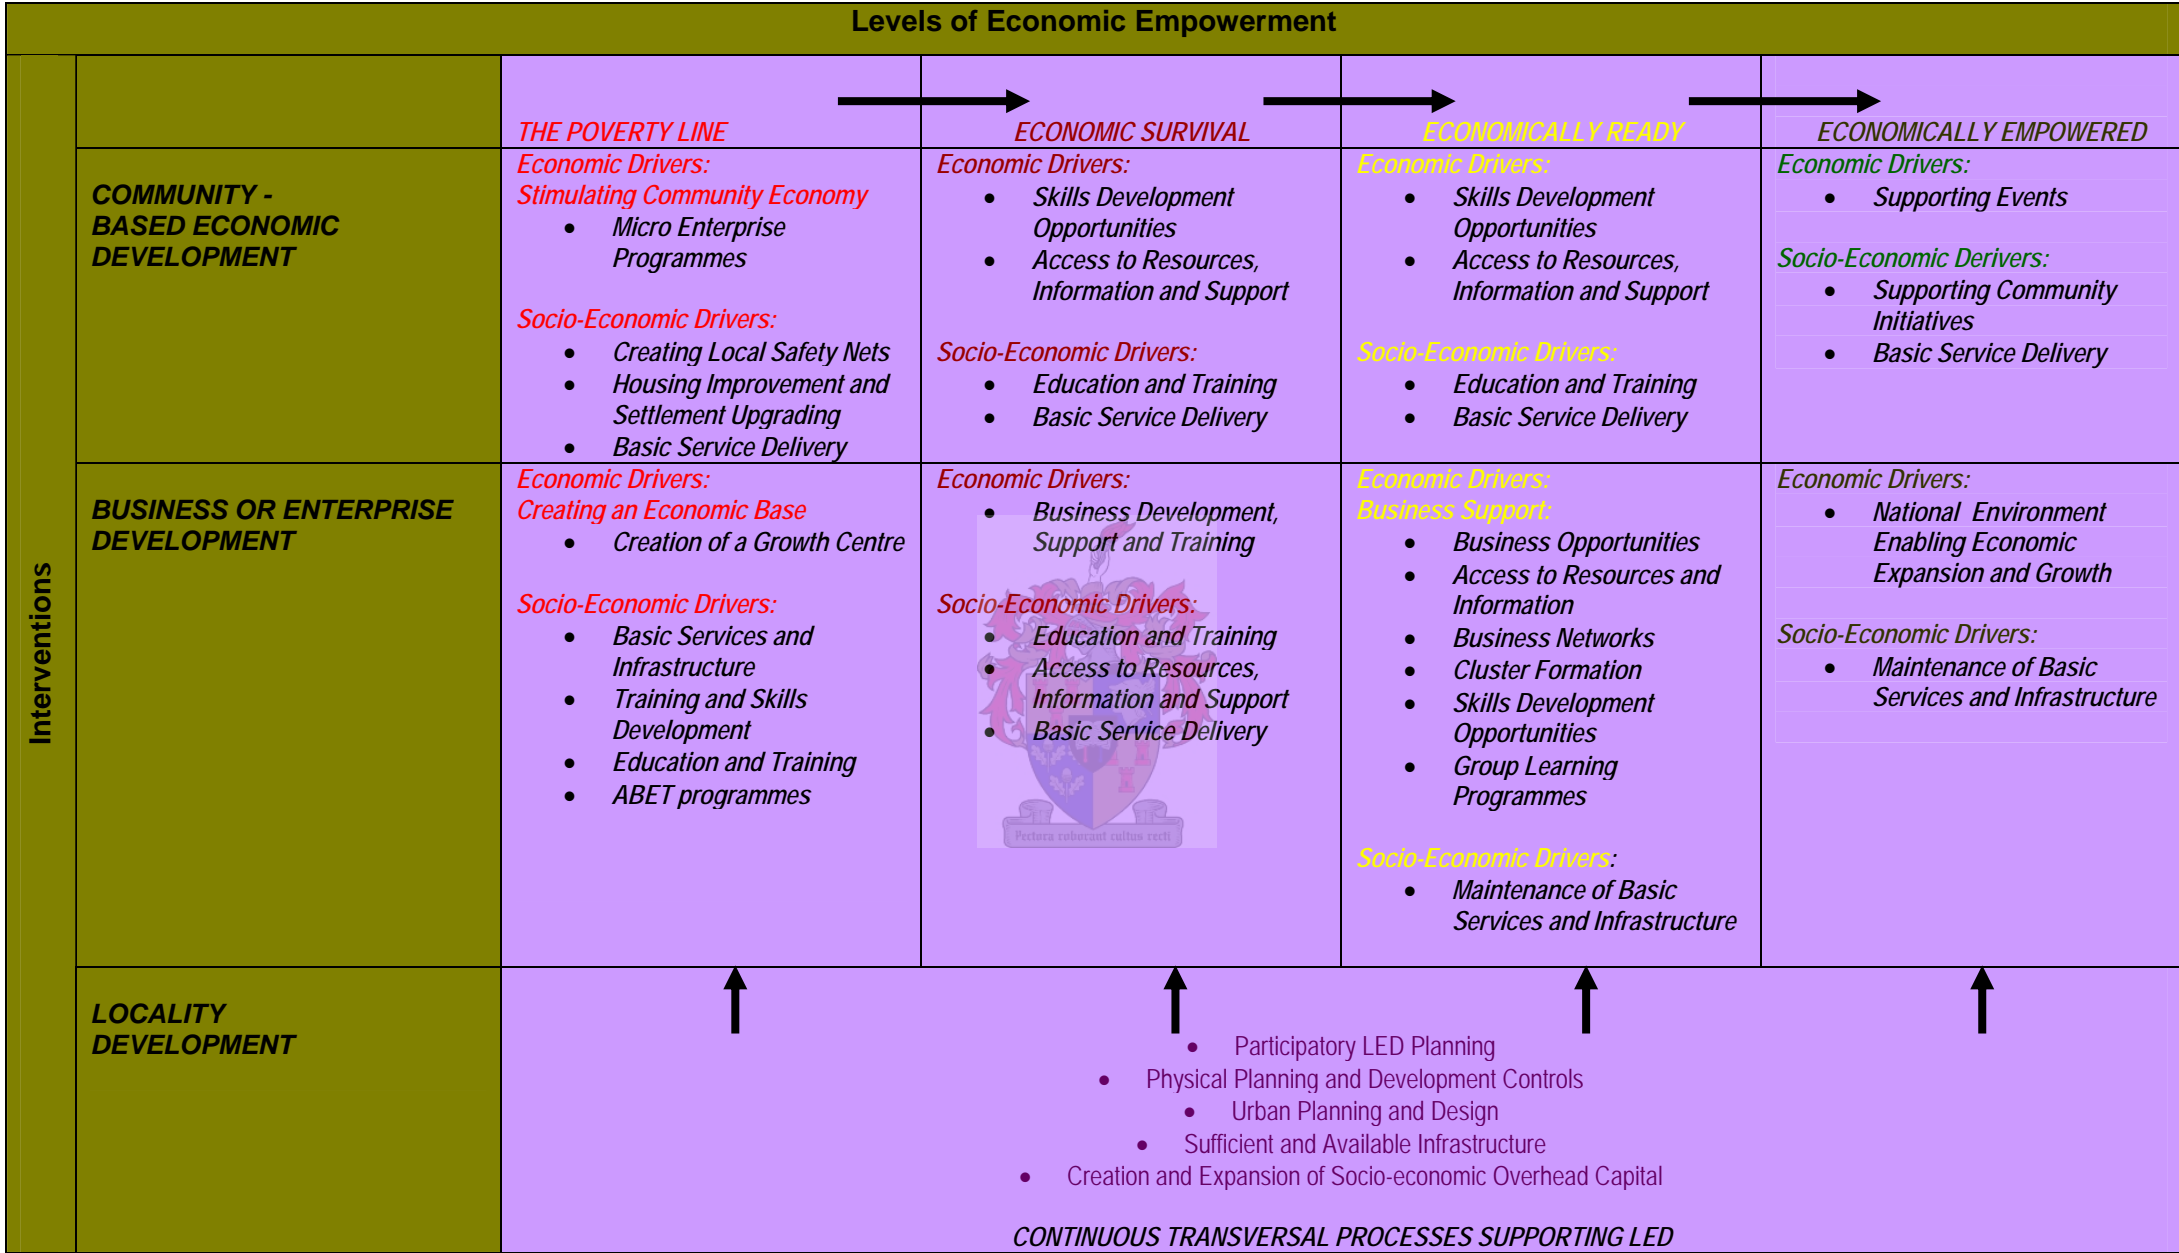 Levels of Economic Empowerment
Interventions
THE POVERTY LINE
ECONOMIC SURVIVAL
ECONOMICALLY READY
ECONOMICALLY EMPOWERED
COMMUNITY -
BASED ECONOMIC
DEVELOPMENT
Economic Drivers:
Stimulating Community Economy
• Micro Enterprise
Programmes
Socio-Economic Drivers:
• Creating Local Safety Nets
• Housing Improvement and
Settlement Upgrading
• Basic Service Delivery
Economic Drivers:
• Skills Development
Opportunities
• Access to Resources,
Information and Support
Socio-Economic Drivers:
• Education and Training
• Basic Service Delivery
Economic Drivers:
• Skills Development
Opportunities
• Access to Resources,
Information and Support
Socio-Economic Drivers:
• Education and Training
• Basic Service Delivery
Economic Drivers:
• Supporting Events
Socio-Economic Derivers:
• Supporting Community
Initiatives
• Basic Service Delivery
BUSINESS OR ENTERPRISE
DEVELOPMENT
Economic Drivers:
Creating an Economic Base
• Creation of a Growth Centre
Socio-Economic Drivers:
• Basic Services and
Infrastructure
• Training and Skills
Development
• Education and Training
• ABET programmes
Economic Drivers:
• Business Development,
Support and Training
Socio-Economic Drivers:
• Education and Training
• Access to Resources,
Information and Support
• Basic Service Delivery
Pectora roborant cultus recti
Economic Drivers:
Business Support:
• Business Opportunities
• Access to Resources and
Information
• Business Networks
• Cluster Formation
• Skills Development
Opportunities
• Group Learning
Programmes
Socio-Economic Drivers:
• Maintenance of Basic
Services and Infrastructure
Economic Drivers:
• National Environment
Enabling Economic
Expansion and Growth
Socio-Economic Drivers:
• Maintenance of Basic
Services and Infrastructure
LOCALITY
DEVELOPMENT
• Participatory LED Planning
• Physical Planning and Development Controls
• Urban Planning and Design
• Sufficient and Available Infrastructure
• Creation and Expansion of Socio-economic Overhead Capital
CONTINUOUS TRANSVERSAL PROCESSES SUPPORTING LED